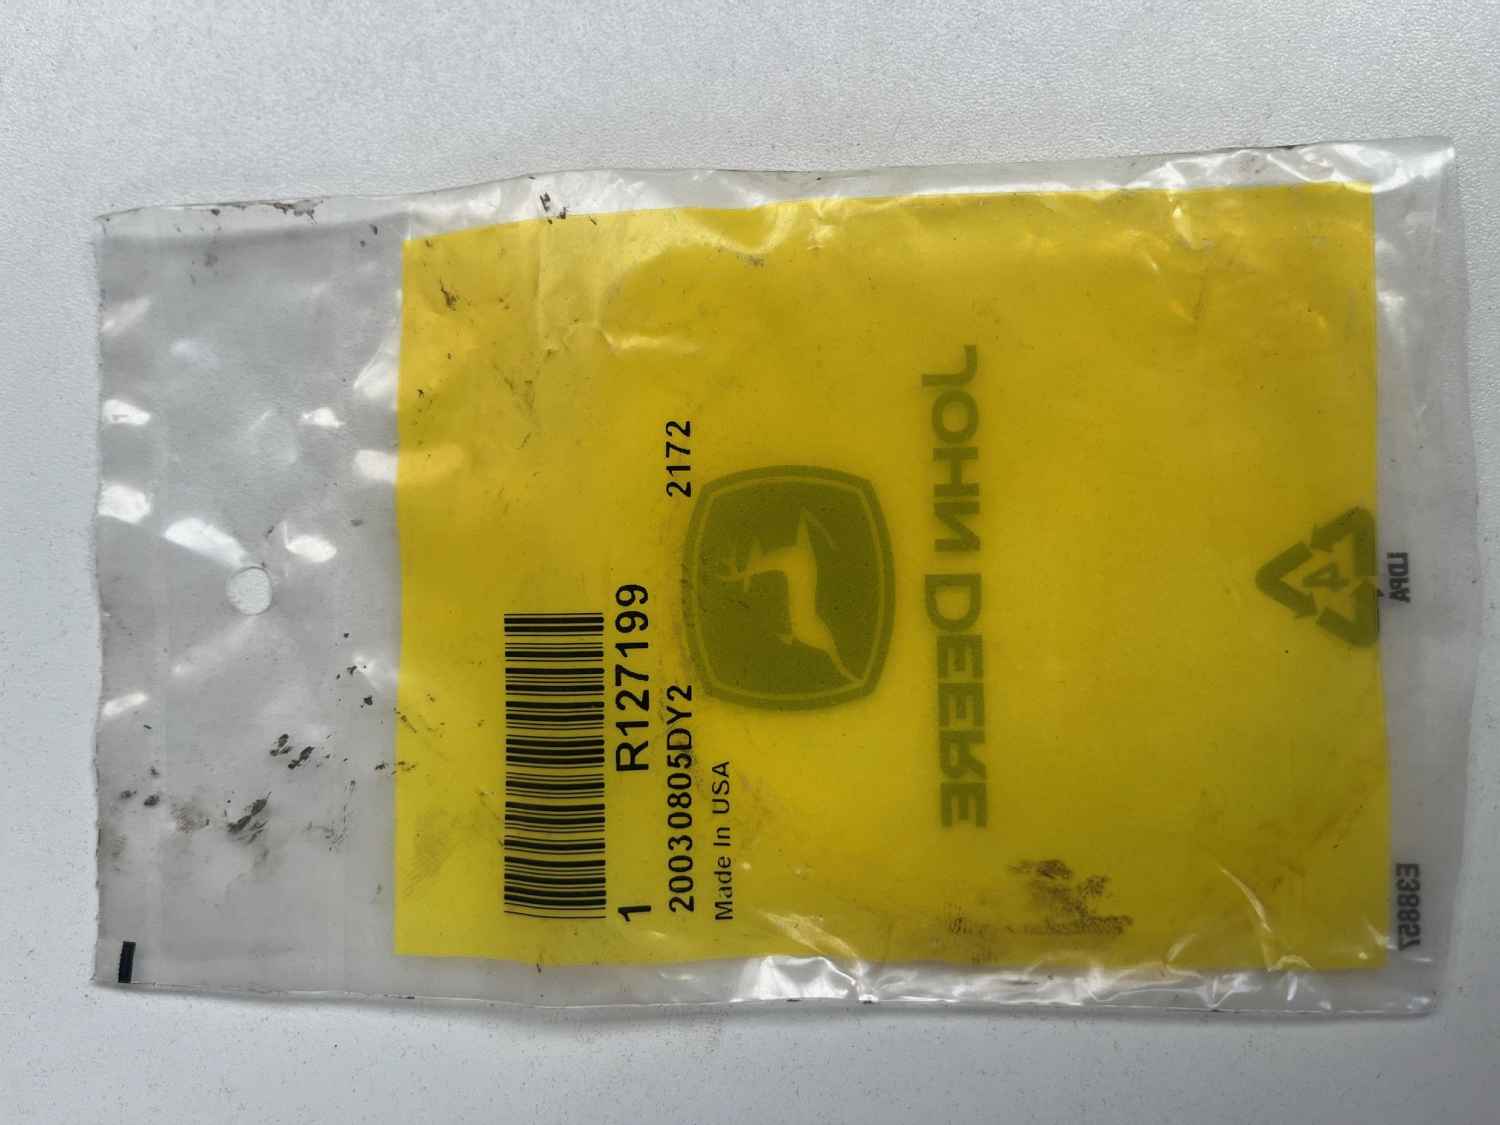 1 R127199
20030805DY2 2172
Made In USA
JOHN DEERE
4
LDPA
E38857